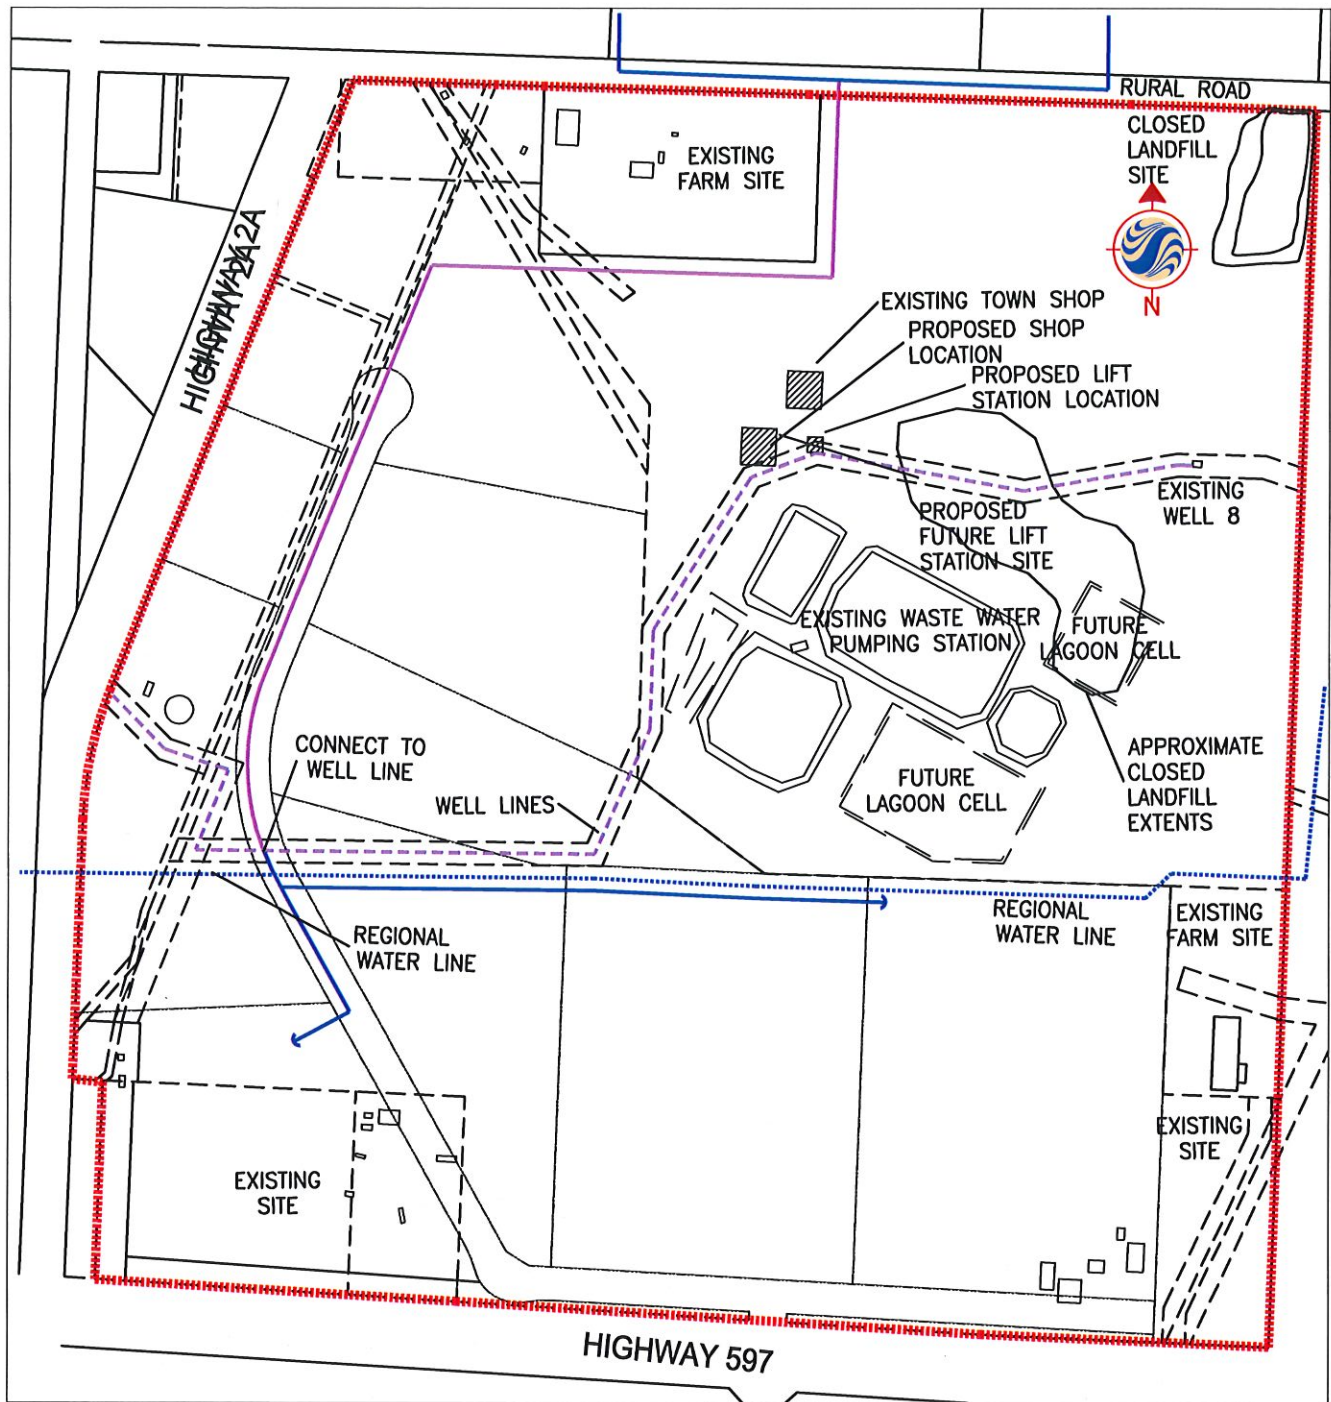 RURAL ROAD
CLOSED
LANDFILL
SITE
EXISTING
FARM SITE
N
HIGHWAY 2A
HIGHWAY 2A
EXISTING TOWN SHOP
PROPOSED SHOP
LOCATION
PROPOSED LIFT
STATION LOCATION
EXISTING
WELL 8
PROPOSED
FUTURE LIFT
STATION SITE
EXISTING WASTE WATER
PUMPING STATION
FUTURE
LAGOON CELL
CONNECT TO
WELL LINE
WELL LINES
FUTURE
LAGOON CELL
APPROXIMATE
CLOSED
LANDFILL
EXTENTS
REGIONAL
WATER LINE
REGIONAL
WATER LINE
EXISTING
FARM SITE
EXISTING
SITE
EXISTING
SITE
HIGHWAY 597